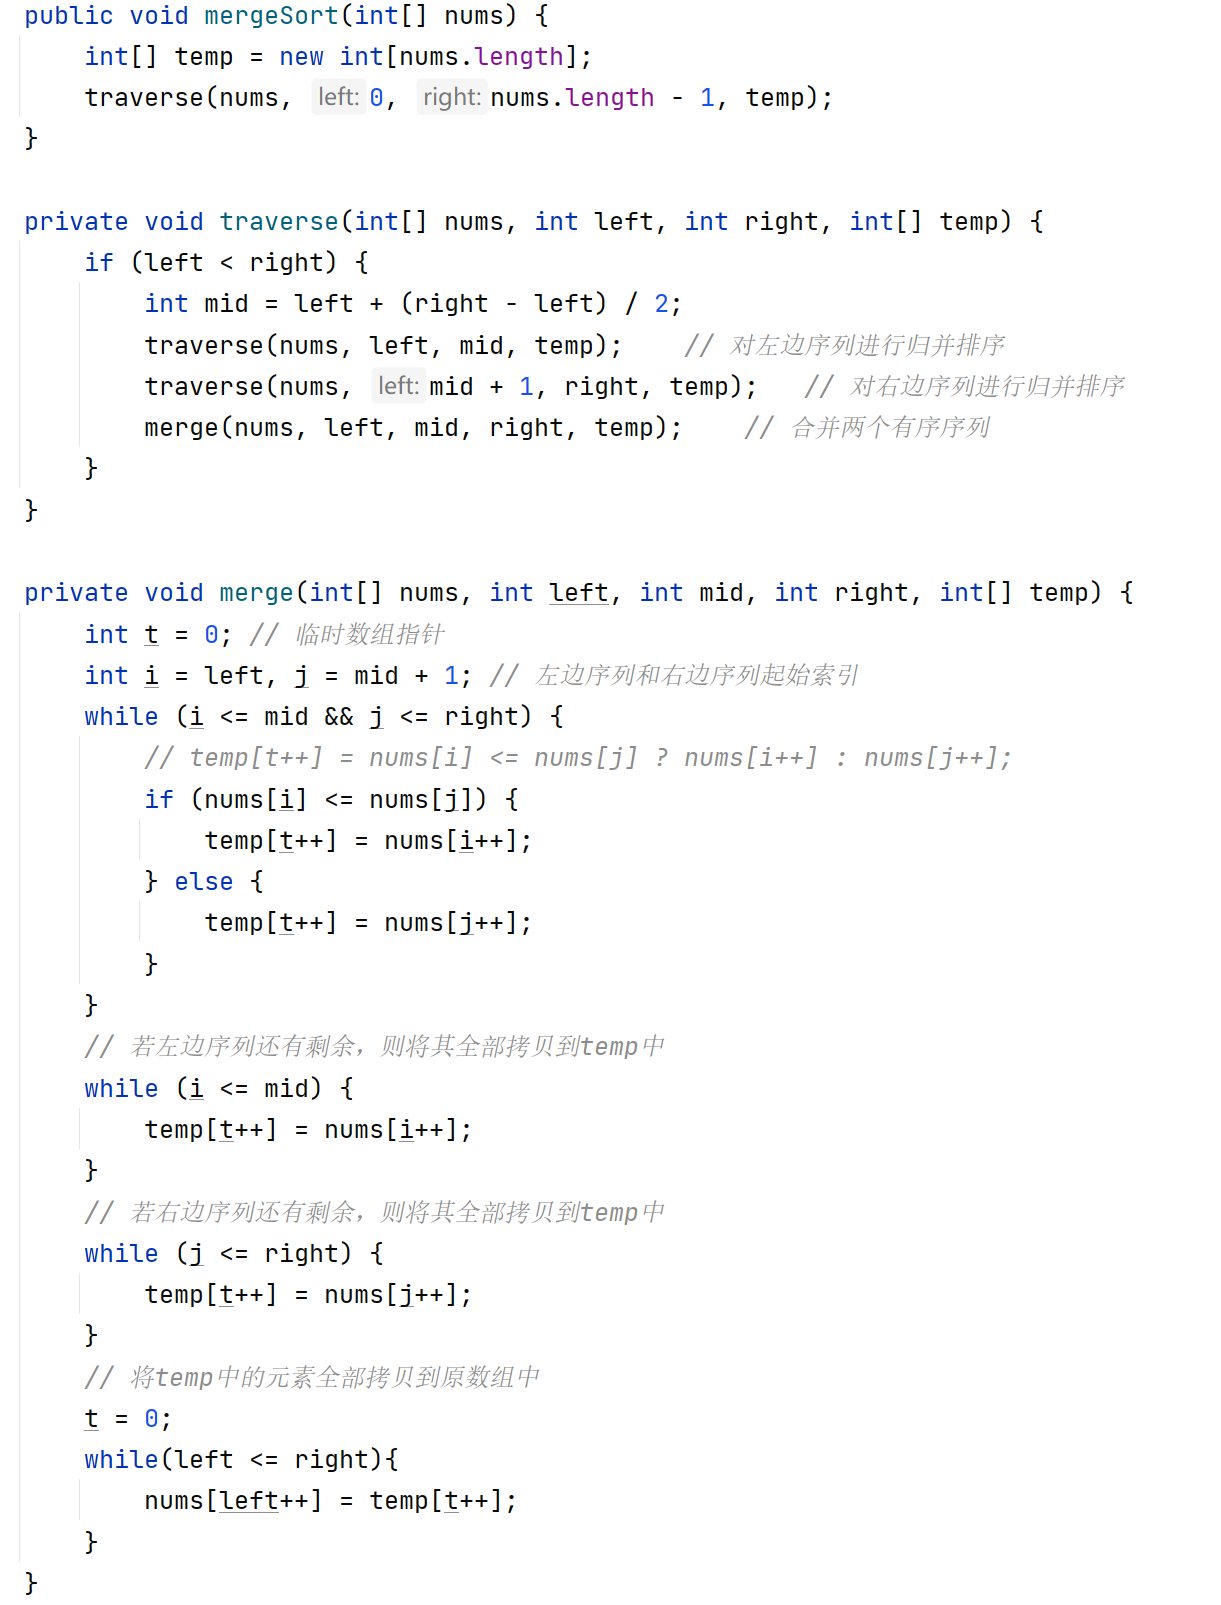 public void mergeSort(int[] nums) {
    int[] temp = new int[nums.length];
    traverse(nums, left: 0, right: nums.length - 1, temp);
}

private void traverse(int[] nums, int left, int right, int[] temp) {
    if (left < right) {
        int mid = left + (right - left) / 2;
        traverse(nums, left, mid, temp);    // 对左边序列进行归并排序
        traverse(nums, left: mid + 1, right, temp);   // 对右边序列进行归并排序
        merge(nums, left, mid, right, temp);    // 合并两个有序序列
    }
}

private void merge(int[] nums, int left, int mid, int right, int[] temp) {
    int t = 0; // 临时数组指针
    int i = left, j = mid + 1; // 左边序列和右边序列起始索引
    while (i <= mid && j <= right) {
        // temp[t++] = nums[i] <= nums[j] ? nums[i++] : nums[j++];
        if (nums[i] <= nums[j]) {
            temp[t++] = nums[i++];
        } else {
            temp[t++] = nums[j++];
        }
    }
    // 若左边序列还有剩余，则将其全部拷贝到temp中
    while (i <= mid) {
        temp[t++] = nums[i++];
    }
    // 若右边序列还有剩余，则将其全部拷贝到temp中
    while (j <= right) {
        temp[t++] = nums[j++];
    }
    // 将temp中的元素全部拷贝到原数组中
    t = 0;
    while(left <= right){
        nums[left++] = temp[t++];
    }
}